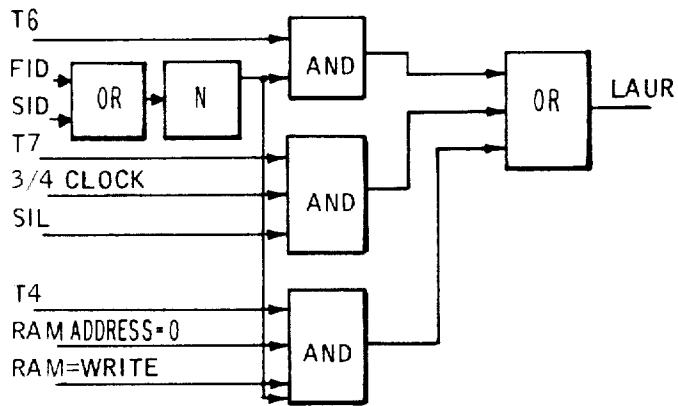 T6
AND
FID
OR
N
OR
LAUR
SID
T7
3/4 CLOCK
AND
SIL
T4
RAM ADDRESS=0
AND
RAM=WRITE